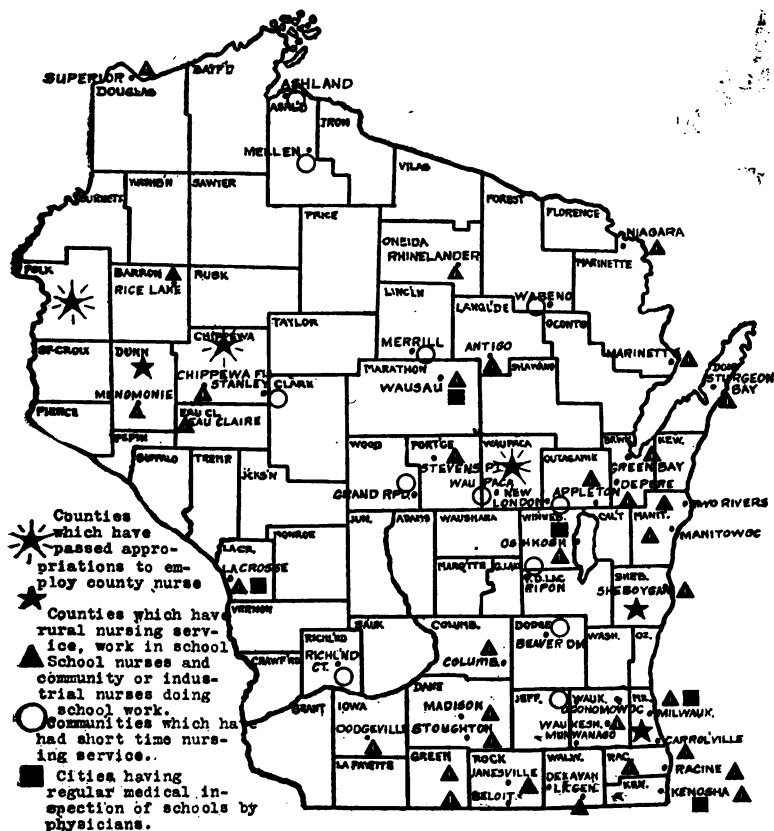 SUPERIOR
DOUGLAS
BAYF'D
ASHLAND
ASHL'D
IRON
MELLEN
VILAS
BURNETT
WASHB'N
SAWYER
PRICE
FOREST
FLORENCE
NIAGARA
MARINETTE
ONEIDA
RHINELANDER
POLK
BARRON
RICE LAKE
RUSK
LINC'LN
LANGL'DE
WABENO
OCONTO
TAYLOR
CHIPPEWA
MERRILL
ANTIGO
MARINETTE
ST. CROIX
DUNN
CHIPPEWA FL.
STANLEY
CLARK
MARATHON
WAUSAU
SHAWANO
DOOR
STURGEON
BAY
MENOMONIE
EAU CL.
EAU CLAIRE
PIERCE
PEPIN
BUFFALO
TREMP.
JCKS'N
WOOD
PORTGE
STEVENS PT.
WAUPACA
WAUPACA
OUTAGAMIE
BRWN
KEW.
GREEN BAY
DEPERE
GRAND RPD.
NEW
LONDON
APPLETON
TWO RIVERS
MANITOWOC
JUN.
ADAMS
WAUSHARA
WINNEB.
CAL'T
MANIT.
OSHKOSH
MONROE
LACR.
LACROSSE
MARQ'TTE
G. LAKE
F.D. LAC
RIPON
SHEB.
SHEBOYGAN
VERNON
RICHL'ND
RICHL'ND
CT.
SAUK
COLUMB.
COLUMB.
DODGE
BEAVER DM
WASH.
OZ.
CRAWF'RD
GRANT
IOWA
DODGEVILLE
DANE
MADISON
STOUGHTON
JEFF.
WAUK.
OCONOMOWOC
WAUKESH.
MUKWANAGO
MIL.
MILWAUK.
CARROLVILLE
LA FAYETTE
GREEN
ROCK
JANESVILLE
BELOIT.
WALW.
DELAVAN
L. GEN.
RAC.
RACINE
KEN.
KENOSHA
Counties
which have
passed appro-
priations to em-
ploy county nurse
Counties which have
rural nursing serv-
ice, work in school
School nurses and
community or indus-
trial nurses doing
school work.
Communities which have
had short time nurs-
ing service.
Cities having
regular medical in-
spection of schools by
physicians.